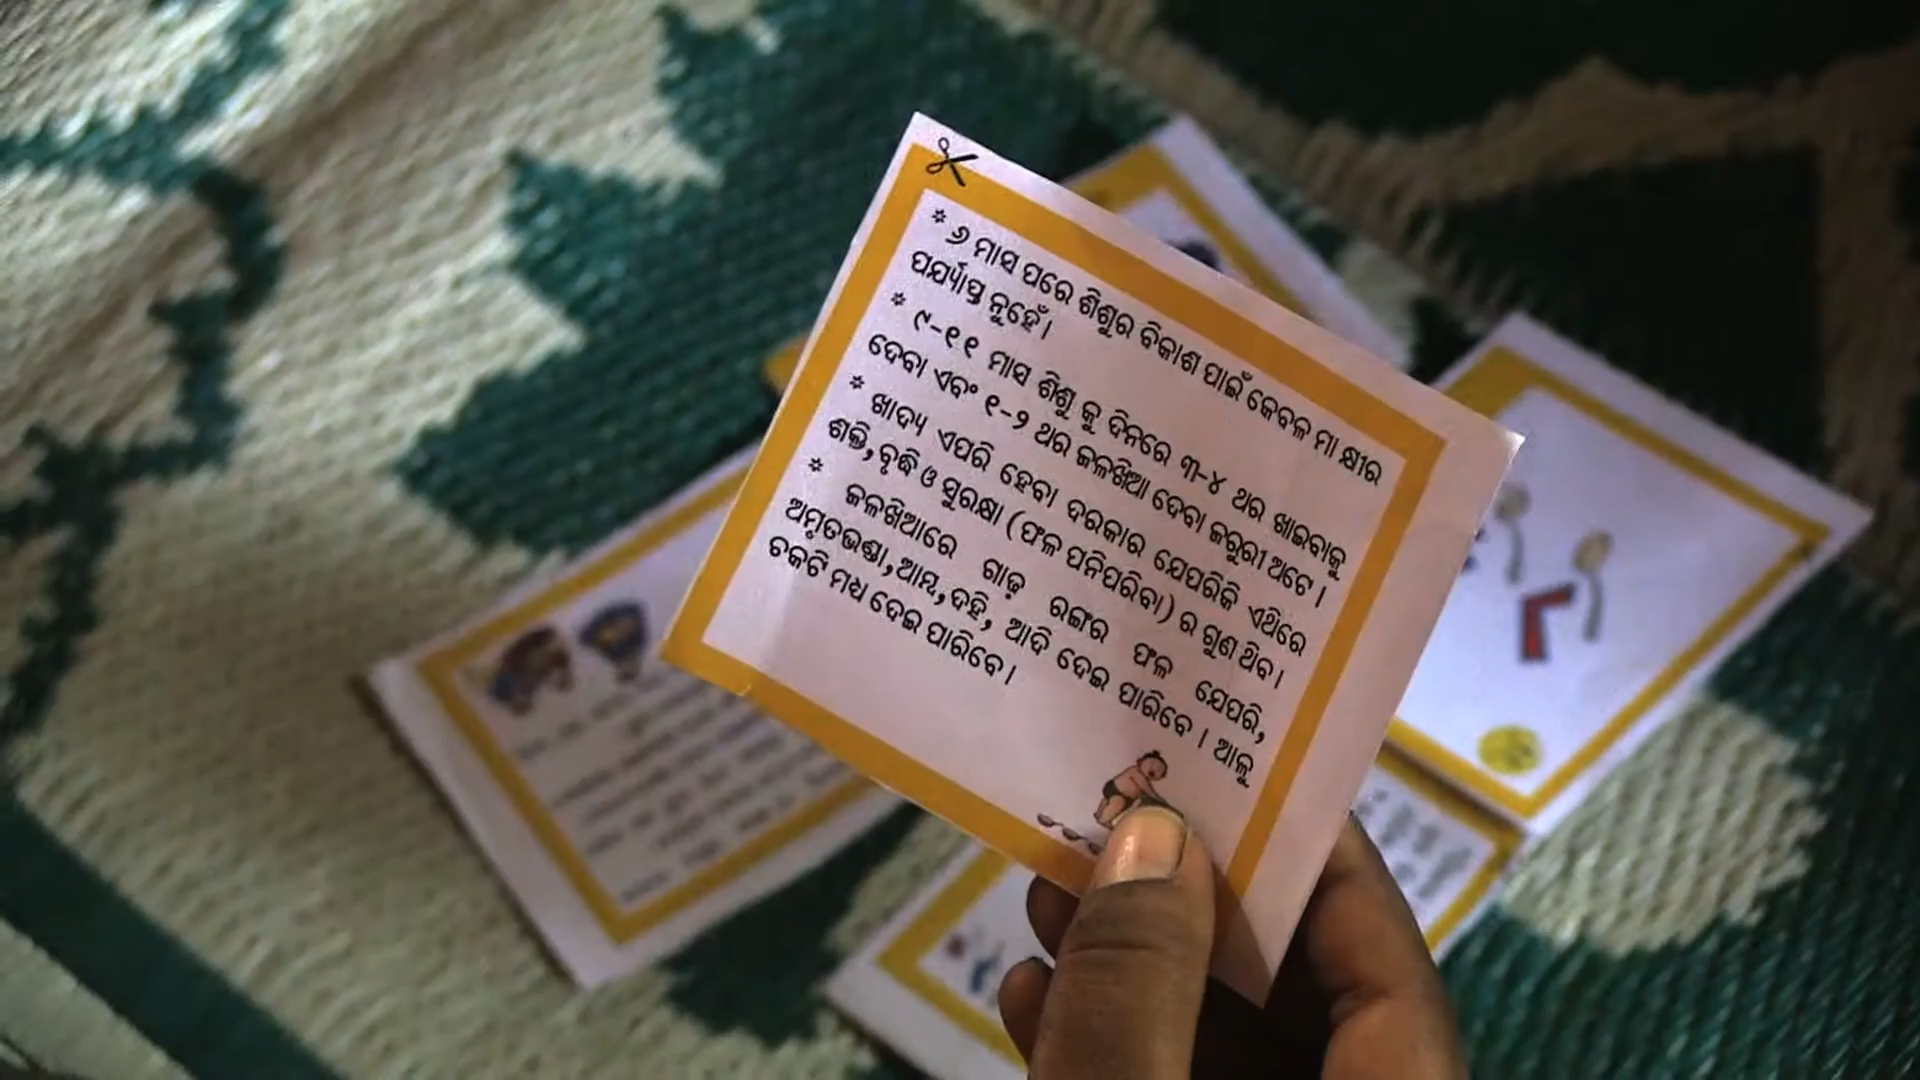 * ୬ ମାସ ପରେ ଶିଶୁର ବିକାଶ ପାଇଁ କେବଳ ମା କ୍ଷୀର
ପର୍ଯ୍ୟାପ୍ତ ନୁହେଁ।
* ୯-୧୧ ମାସ ଶିଶୁ କୁ ଦିନରେ ୩-୪ ଥର ଖାଇବାକୁ
ଦେବା ଏବଂ ୧-୨ ଥର ଜଳଖିଆ ଦେବା ଜରୁରୀ ଅଟେ ।
* ଖାଦ୍ୟ ଏପରି ହେବା ଦରକାର ଯେପରିକି ଏଥିରେ
ଶକ୍ତି,ବୃଦ୍ଧି ଓ ସୁରକ୍ଷା (ଫଳ ପନିପରିବା) ର ଗୁଣ ଥିବ।
* ଜଳଖିଆରେ ଗାଢ଼ ରଙ୍ଗର ଫଳ ଯେପରି,
ଅମୃତଭଣ୍ଡା,ଆମ୍ବ,ଦହି, ଆଦି ଦେଇ ପାରିବେ । ଆଳୁ
ଚକଟି ମଧ୍ୟ ଦେଇ ପାରିବେ।